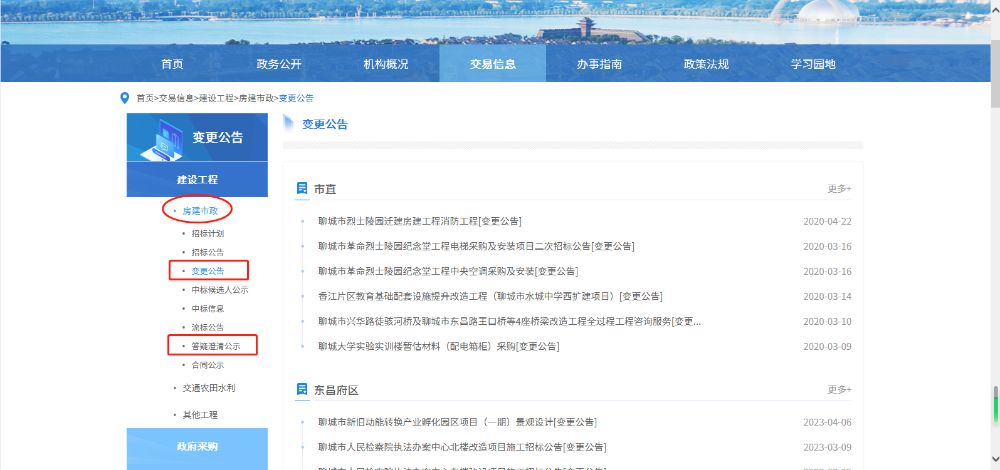 首页 政务公开 机构概况 交易信息 办事指南 政策法规 学习园地
首页>交易信息>建设工程>房建市政>变更公告
变更公告
建设工程
房建市政
招标计划
招标公告
变更公告
中标候选人公示
中标信息
流标公告
答疑澄清公示
合同公示
交通农田水利
其他工程
政府采购
变更公告
市直 更多+
聊城市烈士陵园迁建房建工程消防工程[变更公告] 2020-04-22
聊城市革命烈士陵园纪念堂工程电梯采购及安装项目二次招标公告[变更公告] 2020-03-16
聊城市革命烈士陵园纪念堂工程中央空调采购及安装[变更公告] 2020-03-16
香江片区教育基础配套设施提升改造工程（聊城市水城中学西扩建项目）[变更公告] 2020-03-14
聊城市兴华路徒骇河桥及聊城市东昌路王口桥等4座桥梁改造工程全过程工程咨询服务[变更... 2020-03-10
聊城大学实验实训楼暂估材料（配电箱柜）采购[变更公告] 2020-03-09
东昌府区 更多+
聊城市新旧动能转换产业孵化园区项目（一期）景观设计[变更公告] 2023-04-06
聊城市人民检察院执法办案中心北楼改造项目施工招标公告[变更公告] 2023-03-09